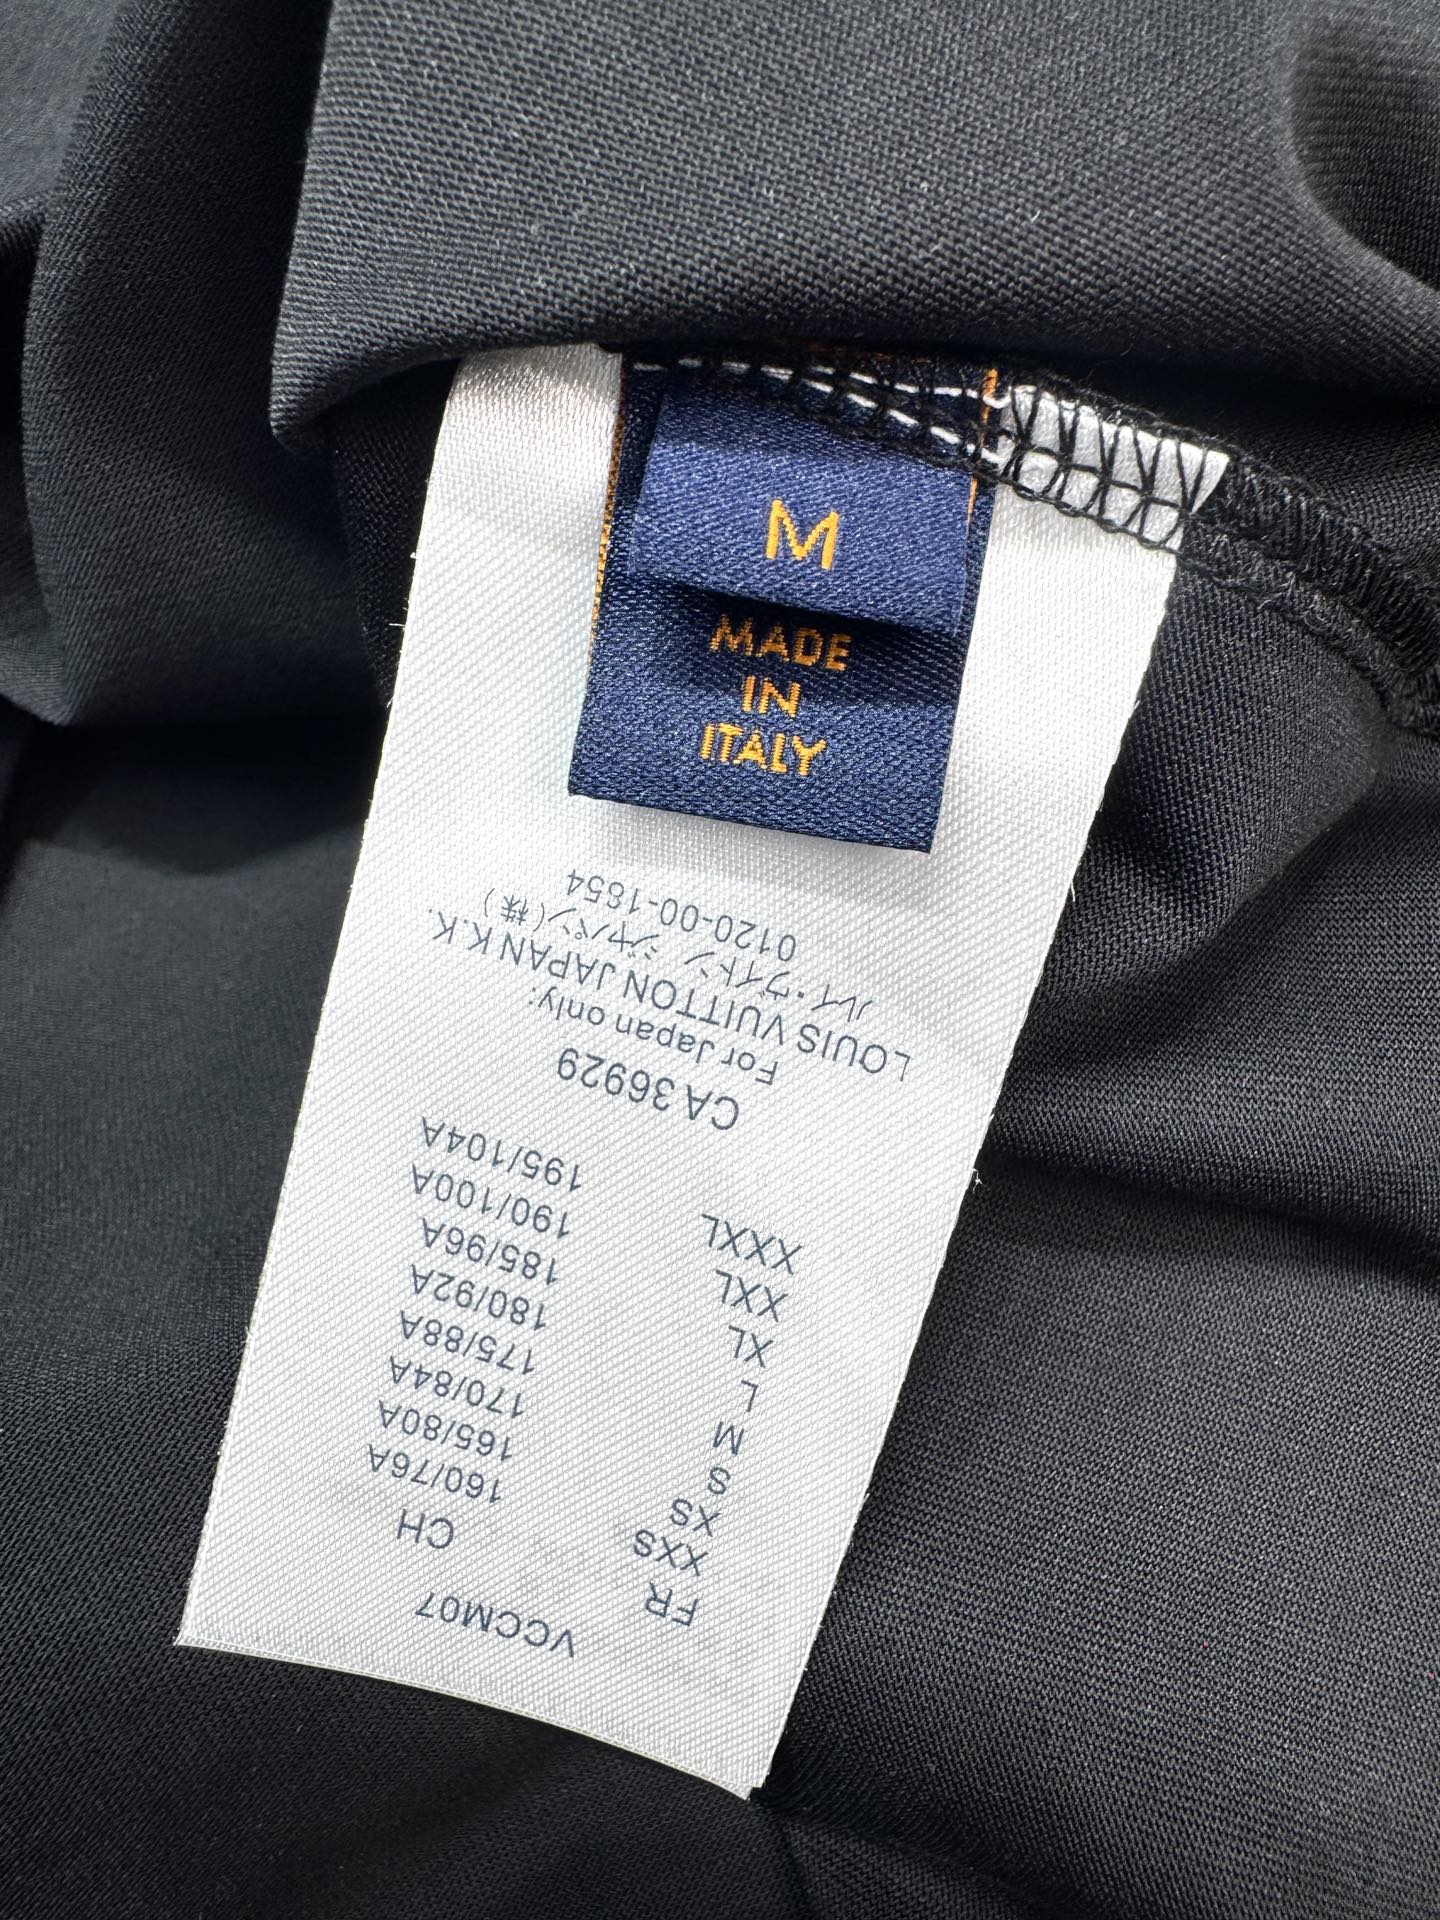 M
MADE
IN
ITALY
VCCM07
FR CH
XXS 160/76A
XS 165/80A
S 170/84A
M 175/88A
L 180/92A
XL 185/96A
XXL 190/100A
XXXL 195/104A
CA 36929
For Japan only:
LOUIS VUITTON JAPAN K.K.
ルイ・ヴィトン ジャパン(株)
0120-00-1854